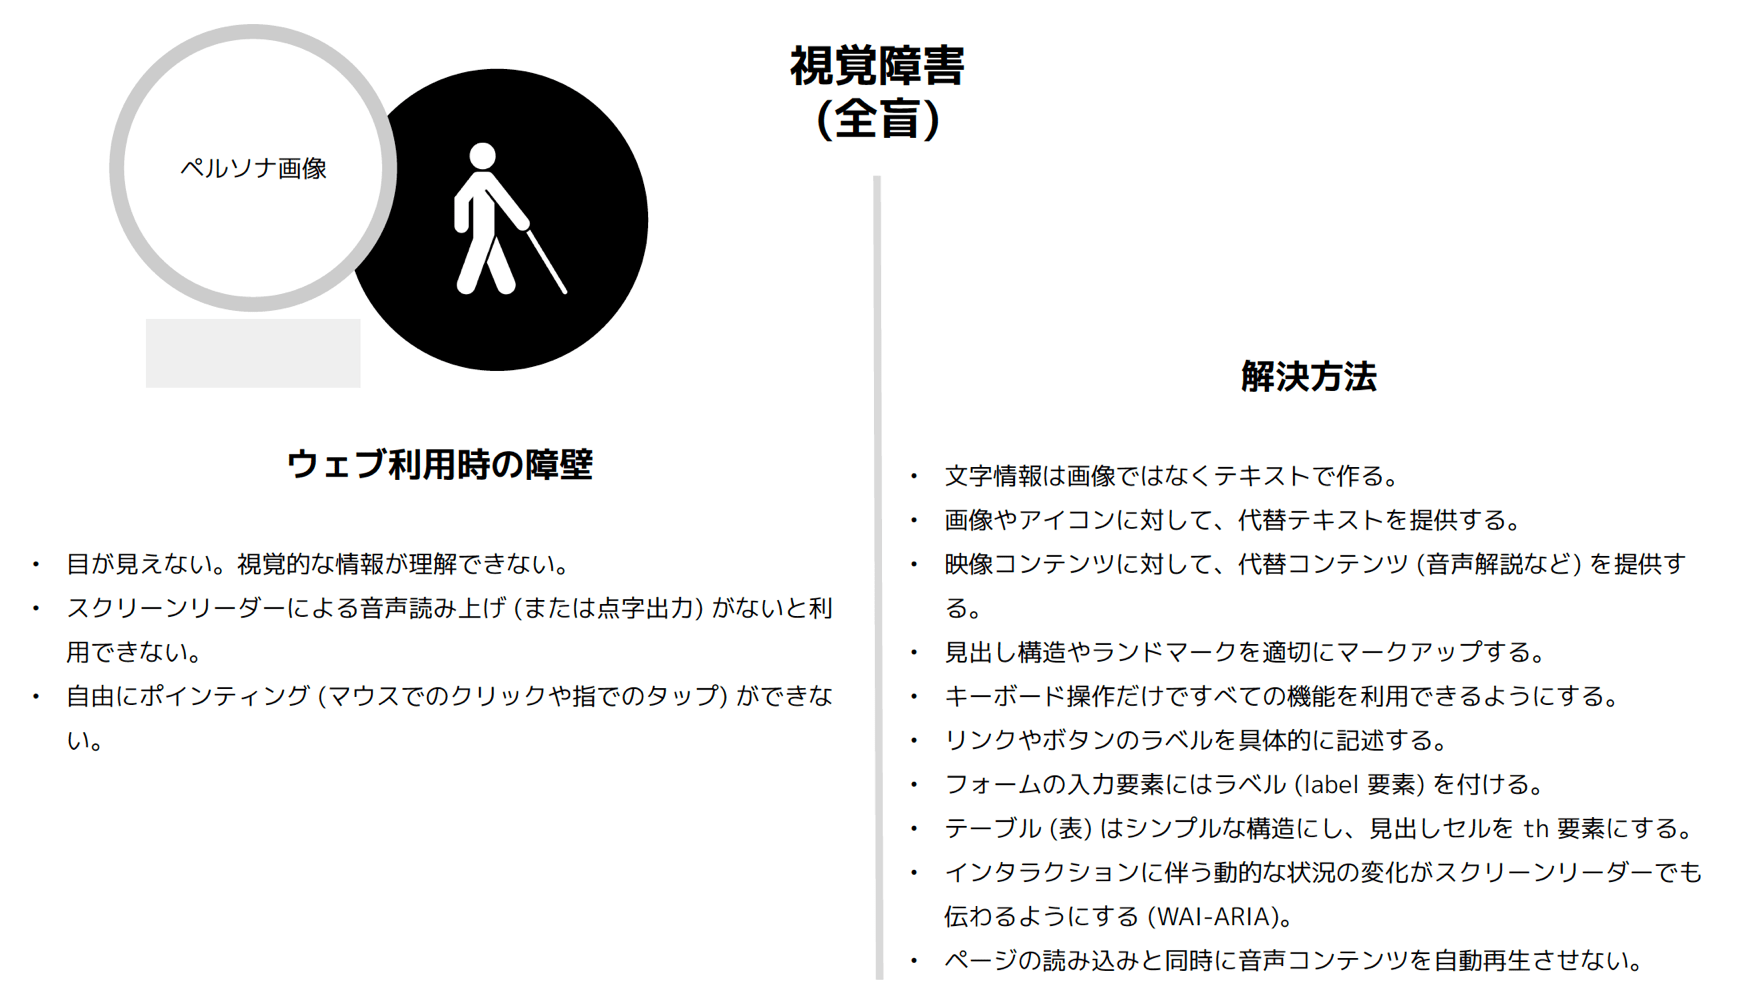 視覚障害
(全盲)
ペルソナ画像
ウェブ利用時の障壁
・ 目が見えない。視覚的な情報が理解できない。
・ スクリーンリーダーによる音声読み上げ (または点字出力) がないと利
用できない。
・ 自由にポインティング (マウスでのクリックや指でのタップ) ができな
い。
解決方法
・ 文字情報は画像ではなくテキストで作る。
・ 画像やアイコンに対して、代替テキストを提供する。
・ 映像コンテンツに対して、代替コンテンツ (音声解説など) を提供す
る。
・ 見出し構造やランドマークを適切にマークアップする。
・ キーボード操作だけですべての機能を利用できるようにする。
・ リンクやボタンのラベルを具体的に記述する。
・ フォームの入力要素にはラベル (label 要素) を付ける。
・ テーブル (表) はシンプルな構造にし、見出しセルを th 要素にする。
・ インタラクションに伴う動的な状況の変化がスクリーンリーダーでも
伝わるようにする (WAI-ARIA)。
・ ページの読み込みと同時に音声コンテンツを自動再生させない。